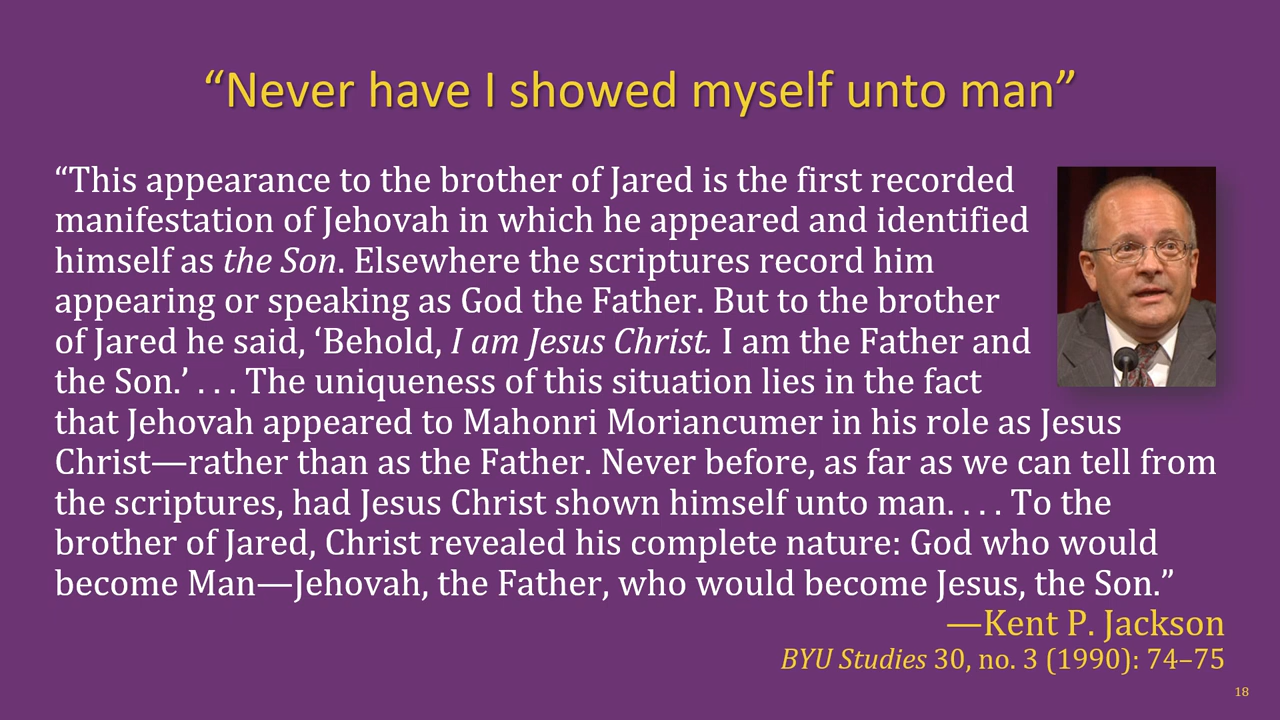 “Never have I showed myself unto man”
“This appearance to the brother of Jared is the first recorded
manifestation of Jehovah in which he appeared and identified
himself as the Son. Elsewhere the scriptures record him
appearing or speaking as God the Father. But to the brother
of Jared he said, ‘Behold, I am Jesus Christ. I am the Father and
the Son.’ . . . The uniqueness of this situation lies in the fact
that Jehovah appeared to Mahonri Moriancumer in his role as Jesus
Christ—rather than as the Father. Never before, as far as we can tell from
the scriptures, had Jesus Christ shown himself unto man. . . . To the
brother of Jared, Christ revealed his complete nature: God who would
become Man—Jehovah, the Father, who would become Jesus, the Son.”
—Kent P. Jackson
BYU Studies 30, no. 3 (1990): 74–75
18